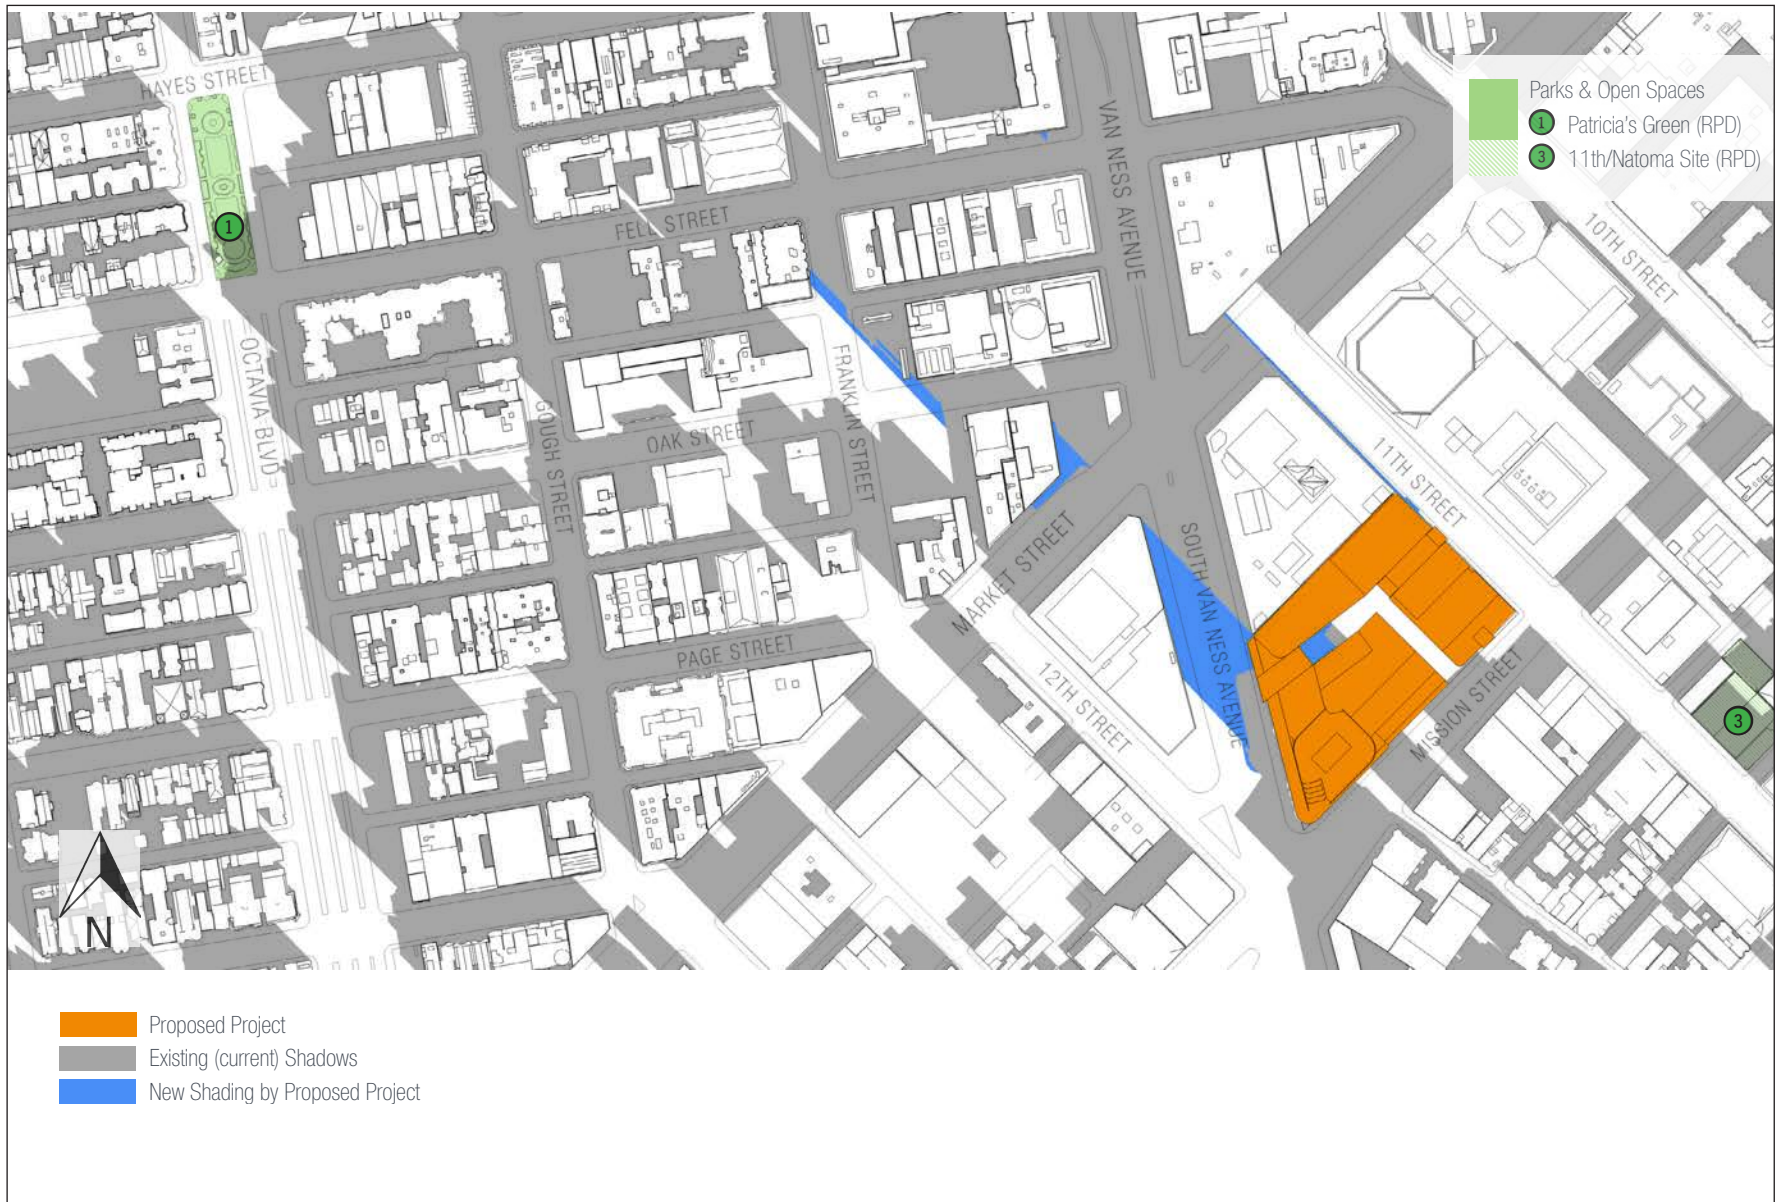 HAYES STREET
VAN NESS AVENUE
Parks & Open Spaces
1 Patricia's Green (RPD)
3 11th/Natoma Site (RPD)
10TH STREET
1
FELL STREET
OCTAVIA BLVD
FRANKLIN STREET
GOUGH STREET
OAK STREET
11TH STREET
SOUTH VAN NESS AVENUE
MARKET STREET
PAGE STREET
12TH STREET
MISSION STREET
3
N
Proposed Project
Existing (current) Shadows
New Shading by Proposed Project